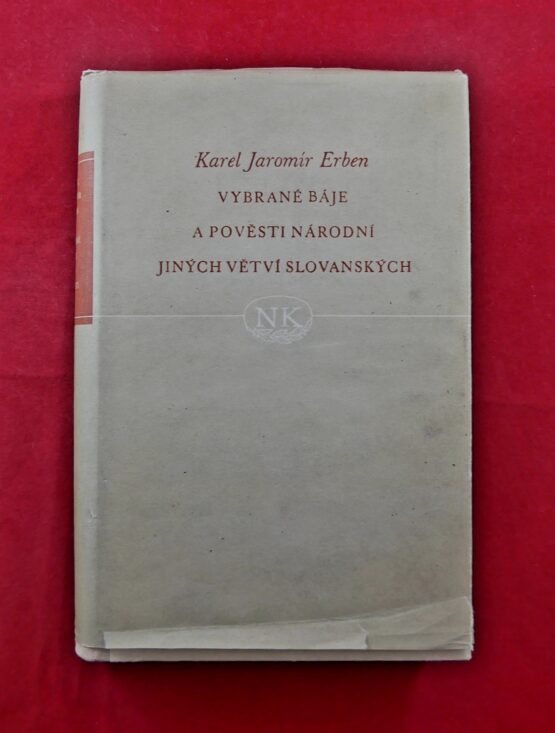 Karel Jaromír Erben
VYBRANÉ BÁJE
A POVĚSTI NÁRODNÍ
JINÝCH VĚTVÍ SLOVANSKÝCH
NK